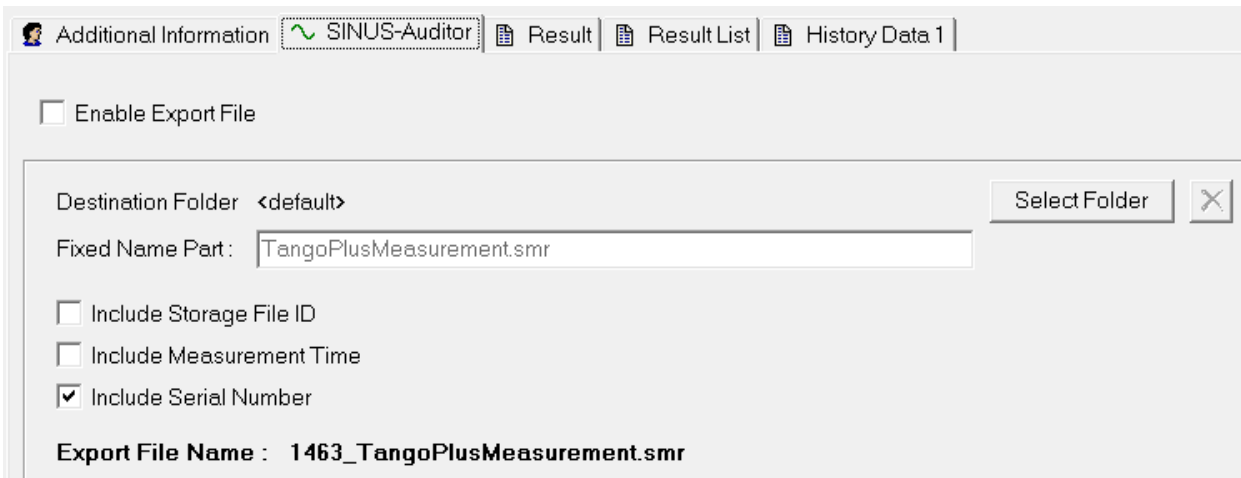 Additional Information SINUS-Auditor Result Result List History Data 1
Enable Export File
Destination Folder <default> Select Folder
Fixed Name Part : TangoPlusMeasurement.smr
Include Storage File ID
Include Measurement Time
Include Serial Number
Export File Name : 1463_TangoPlusMeasurement.smr